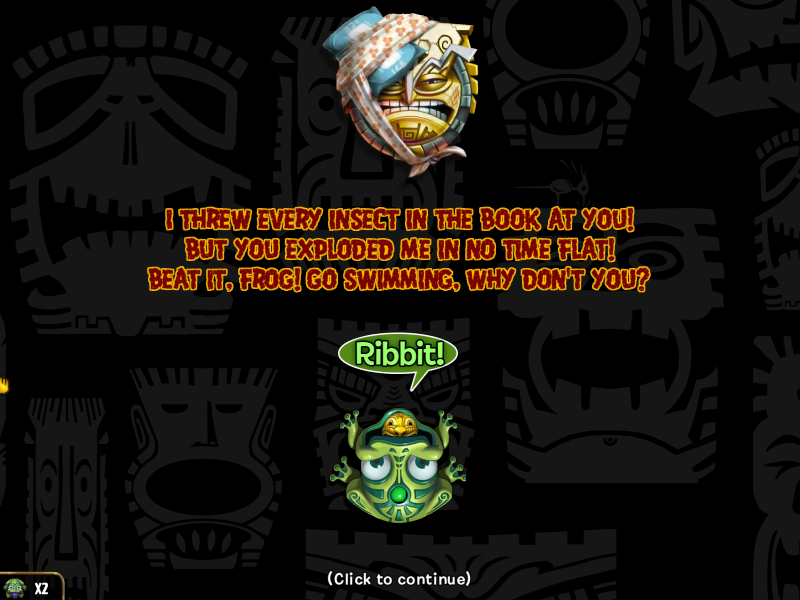 I THREW EVERY INSECT IN THE BOOK AT YOU!
BUT YOU EXPLODED ME IN NO TIME FLAT!
BEAT IT, FROG! GO SWIMMING, WHY DON'T YOU?
Ribbit!
(Click to continue)
X2